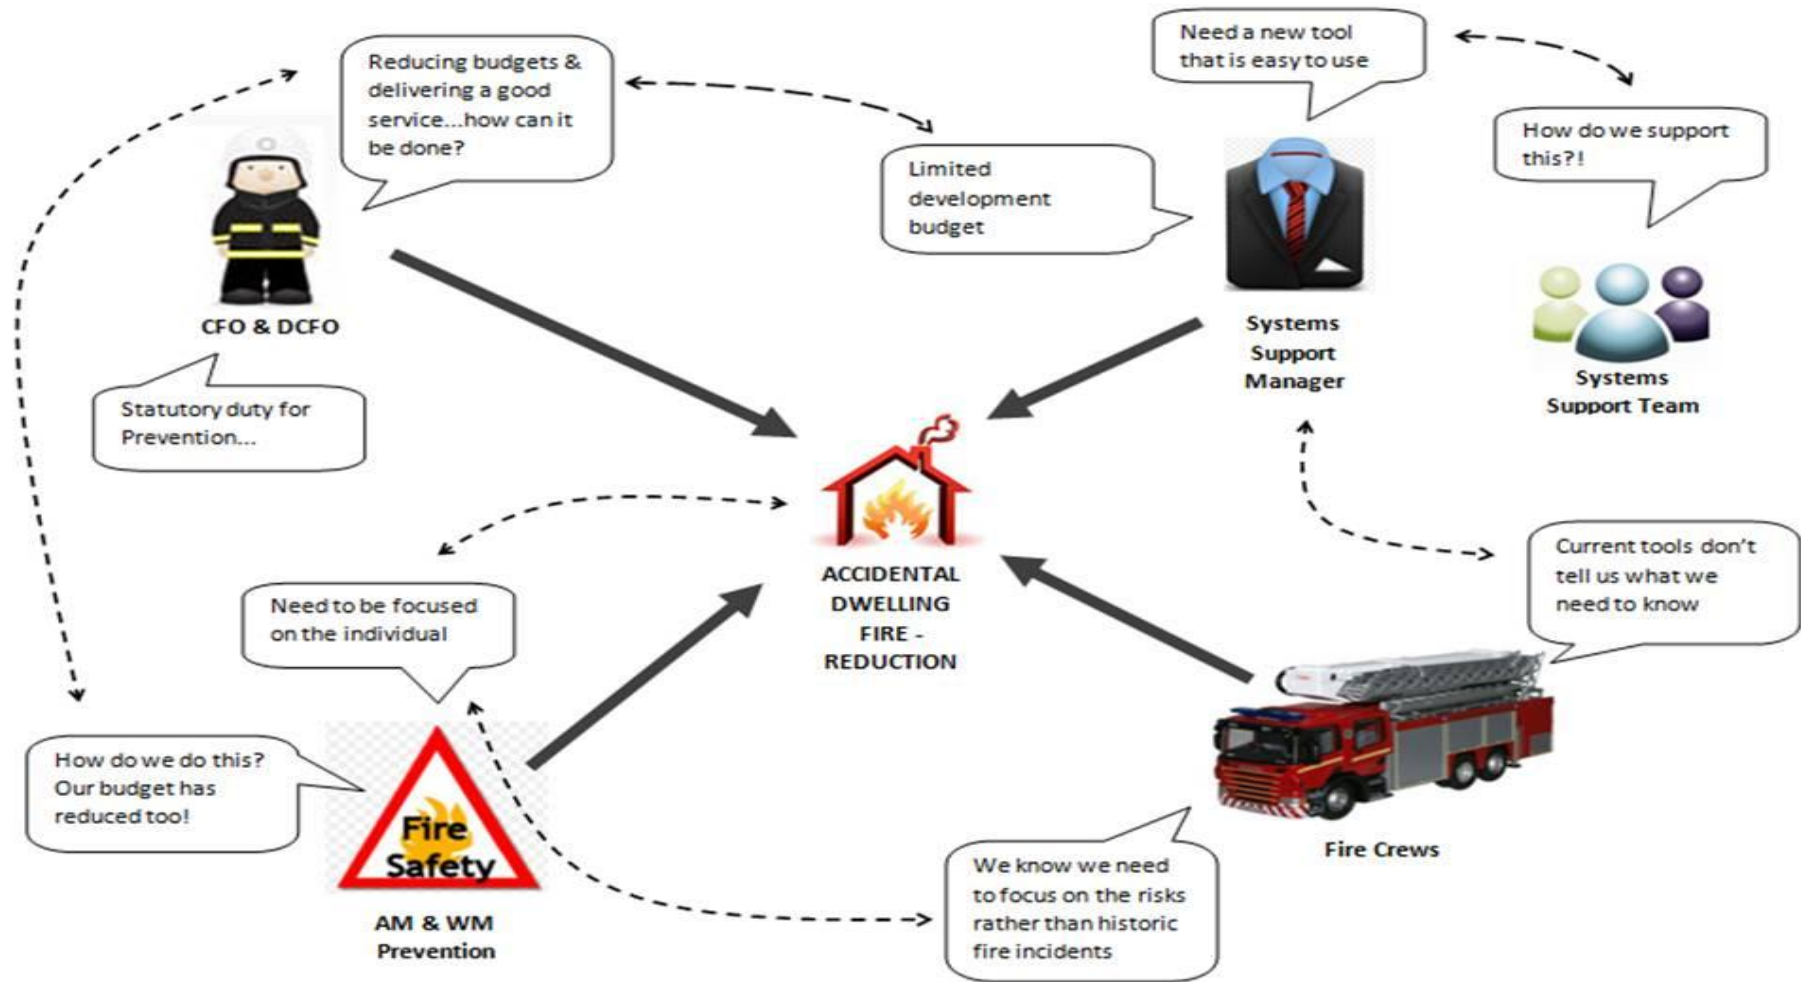 Reducing budgets &
delivering a good
service...how can it
be done?
Need a new tool
that is easy to use
How do we support
this?!
Limited
development
budget
CFO & DCFO
Statutory duty for
Prevention...
Systems
Support
Manager
Systems
Support Team
ACCIDENTAL
DWELLING
FIRE -
REDUCTION
Current tools don't
tell us what we
need to know
Need to be focused
on the individual
How do we do this?
Our budget has
reduced too!
Fire
Safety
AM & WM
Prevention
Fire Crews
We know we need
to focus on the risks
rather than historic
fire incidents